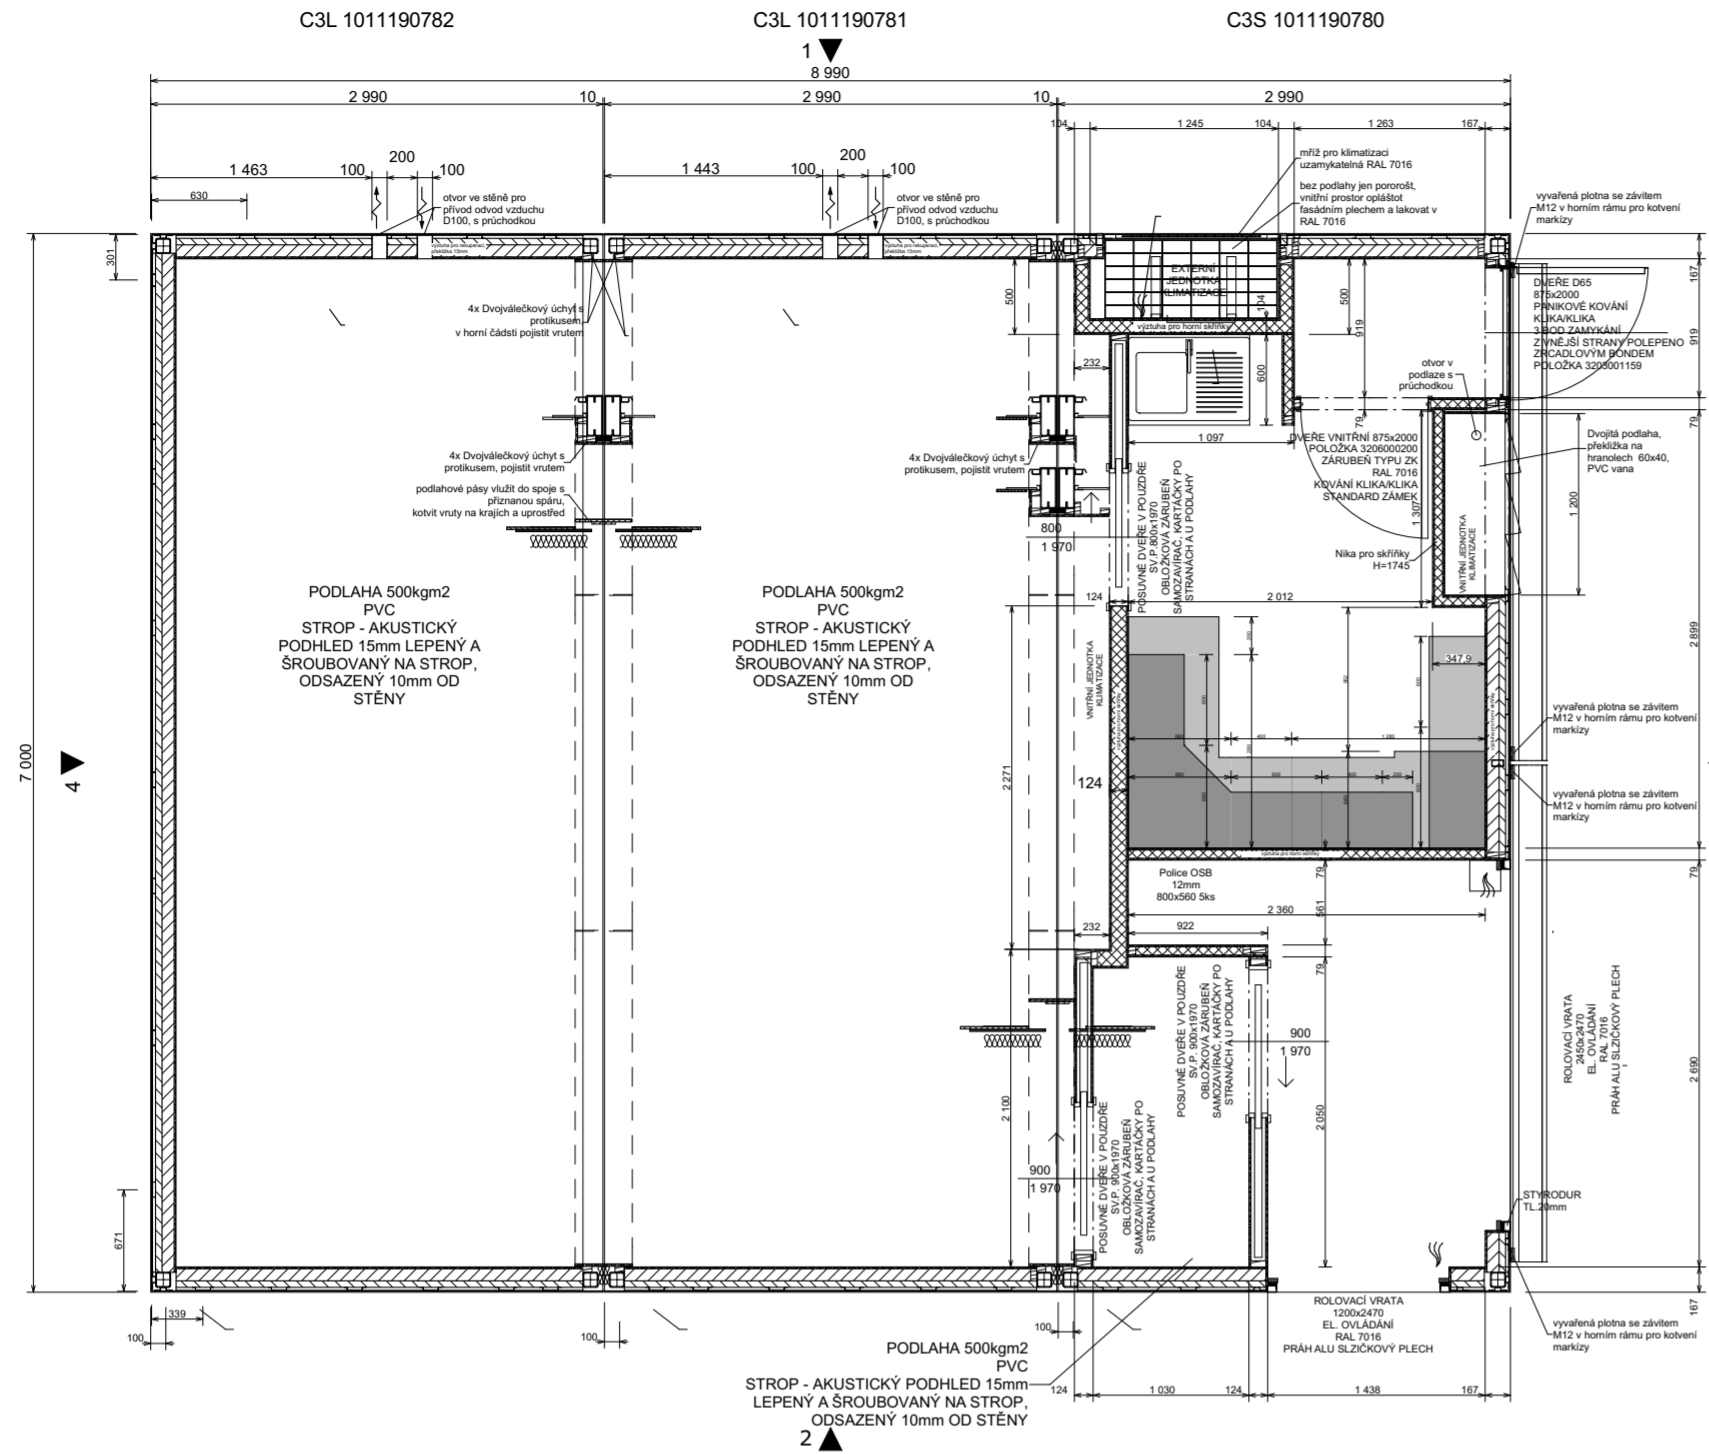 C3L 1011190782
C3L 1011190781
C3S 1011190780
1
8 990
2 990
10
2 990
10
2 990
104
1 245
104
1 263
167
1 463
100
200
100
1 443
100
200
100
630
otvor ve stěně pro
přívod odvod vzduchu
D100, s průchodkou
otvor ve stěně pro
přívod odvod vzduchu
D100, s průchodkou
mříž pro klimatizaci
uzamykatelná RAL 7016
bez podlahy jen pororošt,
vnitřní prostor opláštot
fasádním plechem a lakovat v
RAL 7016
vyvařená plotna se závitem
M12 v horním rámu pro kotvení
markízy
301
EXTERNÍ
JEDNOTKA
KLIMATIZACE
104
výztuha pro horní skříňky
500
500
919
167
919
DVEŘE D65
875x2000
PANIKOVÉ KOVÁNÍ
KLIKA/KLIKA
3 BOD ZAMYKÁNÍ
Z VNĚJŠÍ STRANY POLEPENO
ZRCADLOVÝM BONDEM
POLOŽKA 3203001159
4x Dvojválečkový úchyt s
protikusem,
v horní čádsti pojistit vrutem
232
600
79
79
1 097
otvor v
podlaze s
průchodkou
DVEŘE VNITŘNÍ 875x2000
POLOŽKA 3206000200
ZÁRUBEŇ TYPU ZK
RAL 7016
KOVÁNÍ KLIKA/KLIKA
STANDARD ZÁMEK
1 307
Dvojitá podlaha,
překližka na
hranolech 60x40,
PVC vana
1 200
4x Dvojválečkový úchyt s
protikusem, pojistit vrutem
4x Dvojválečkový úchyt s
protikusem, pojistit vrutem
podlahové pásy vlužit do spoje s
přiznanou spáru,
kotvit vruty na krajích a uprostřed
800
1 970
POSUVNÉ DVEŘE V POUZDŘE
SV.P. 800x1970
OBLOŽKOVÁ ZÁRUBEŇ
SAMOZAVÍRAČ, KARTÁČKY PO
STRANÁCH A U PODLAHY
Nika pro skříňky
H=1745
VNITŘNÍ JEDNOTKA
KLIMATIZACE
124
2 012
PODLAHA 500kgm2
PVC
STROP - AKUSTICKÝ
PODHLED 15mm LEPENÝ A
ŠROUBOVANÝ NA STROP,
ODSAZENÝ 10mm OD
STĚNY
PODLAHA 500kgm2
PVC
STROP - AKUSTICKÝ
PODHLED 15mm LEPENÝ A
ŠROUBOVANÝ NA STROP,
ODSAZENÝ 10mm OD
STĚNY
VNITŘNÍ JEDNOTKA
KLIMATIZACE
347,9
2 899
7 000
4
2 271
124
vyvařená plotna se závitem
M12 v horním rámu pro kotvení
markízy
vyvařená plotna se závitem
M12 v horním rámu pro kotvení
markízy
Police OSB
12mm
800x560 5ks
79
561
79
2 360
922
232
79
POSUVNÉ DVEŘE V POUZDŘE
SV.P. 900x1970
OBLOŽKOVÁ ZÁRUBEŇ
SAMOZAVÍRAČ, KARTÁČKY PO
STRANÁCH A U PODLAHY
900
1 970
2 050
2 100
900
1 970
POSUVNÉ DVEŘE V POUZDŘE
SV.P. 900x1970
OBLOŽKOVÁ ZÁRUBEŇ
SAMOZAVÍRAČ, KARTÁČKY PO
STRANÁCH A U PODLAHY
ROLOVACÍ VRATA
2450x2470
EL. OVLÁDÁNÍ
RAL 7016
PRÁH ALU SLZIČKOVÝ PLECH
2 690
STYRODUR
TL.20mm
671
339
100
100
100
167
ROLOVACÍ VRATA
1200x2470
EL. OVLÁDÁNÍ
RAL 7016
PRÁH ALU SLZIČKOVÝ PLECH
vyvařená plotna se závitem
M12 v horním rámu pro kotvení
markízy
PODLAHA 500kgm2
PVC
STROP - AKUSTICKÝ PODHLED 15mm
LEPENÝ A ŠROUBOVANÝ NA STROP,
ODSAZENÝ 10mm OD STĚNY
124
1 030
124
1 438
167
2